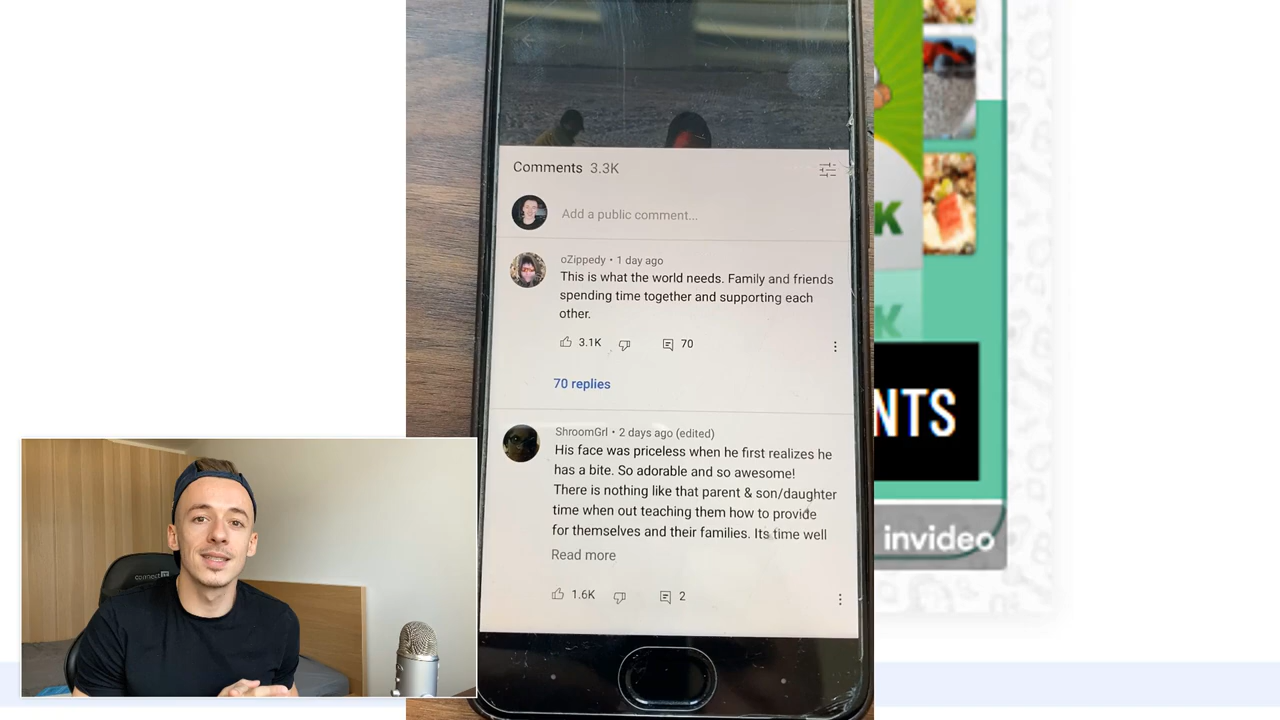 Comments 3.3K
Add a public comment...
oZippedy • 1 day ago
This is what the world needs. Family and friends
spending time together and supporting each
other.
3.1K 70
70 replies
ShroomGrl • 2 days ago (edited)
His face was priceless when he first realizes he
has a bite. So adorable and so awesome!
There is nothing like that parent & son/daughter
time when out teaching them how to provide
for themselves and their families. Its time well
Read more
1.6K 2
K
K
NTS
invideo